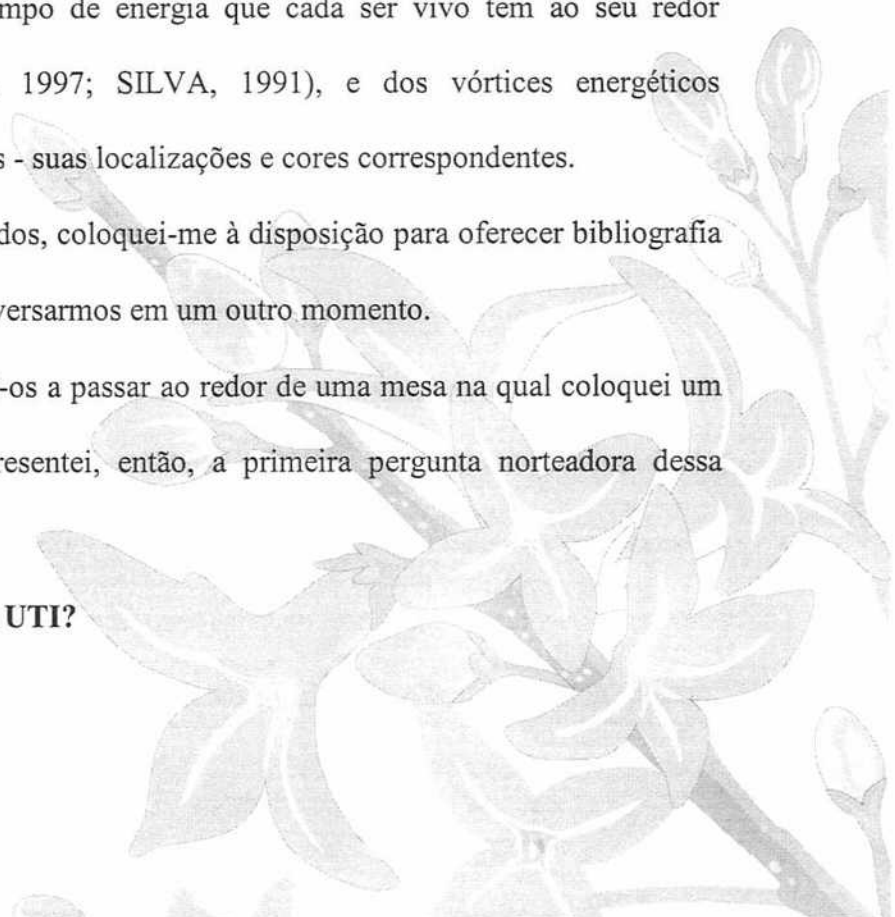 mpo de energia que cada ser vivo tem ao seu redor
1997; SILVA, 1991), e dos vórtices energéticos
s - suas localizações e cores correspondentes.
dos, coloquei-me à disposição para oferecer bibliografia
versarmos em um outro momento.
-os a passar ao redor de uma mesa na qual coloquei um
resentei, então, a primeira pergunta norteadora dessa
UTI?